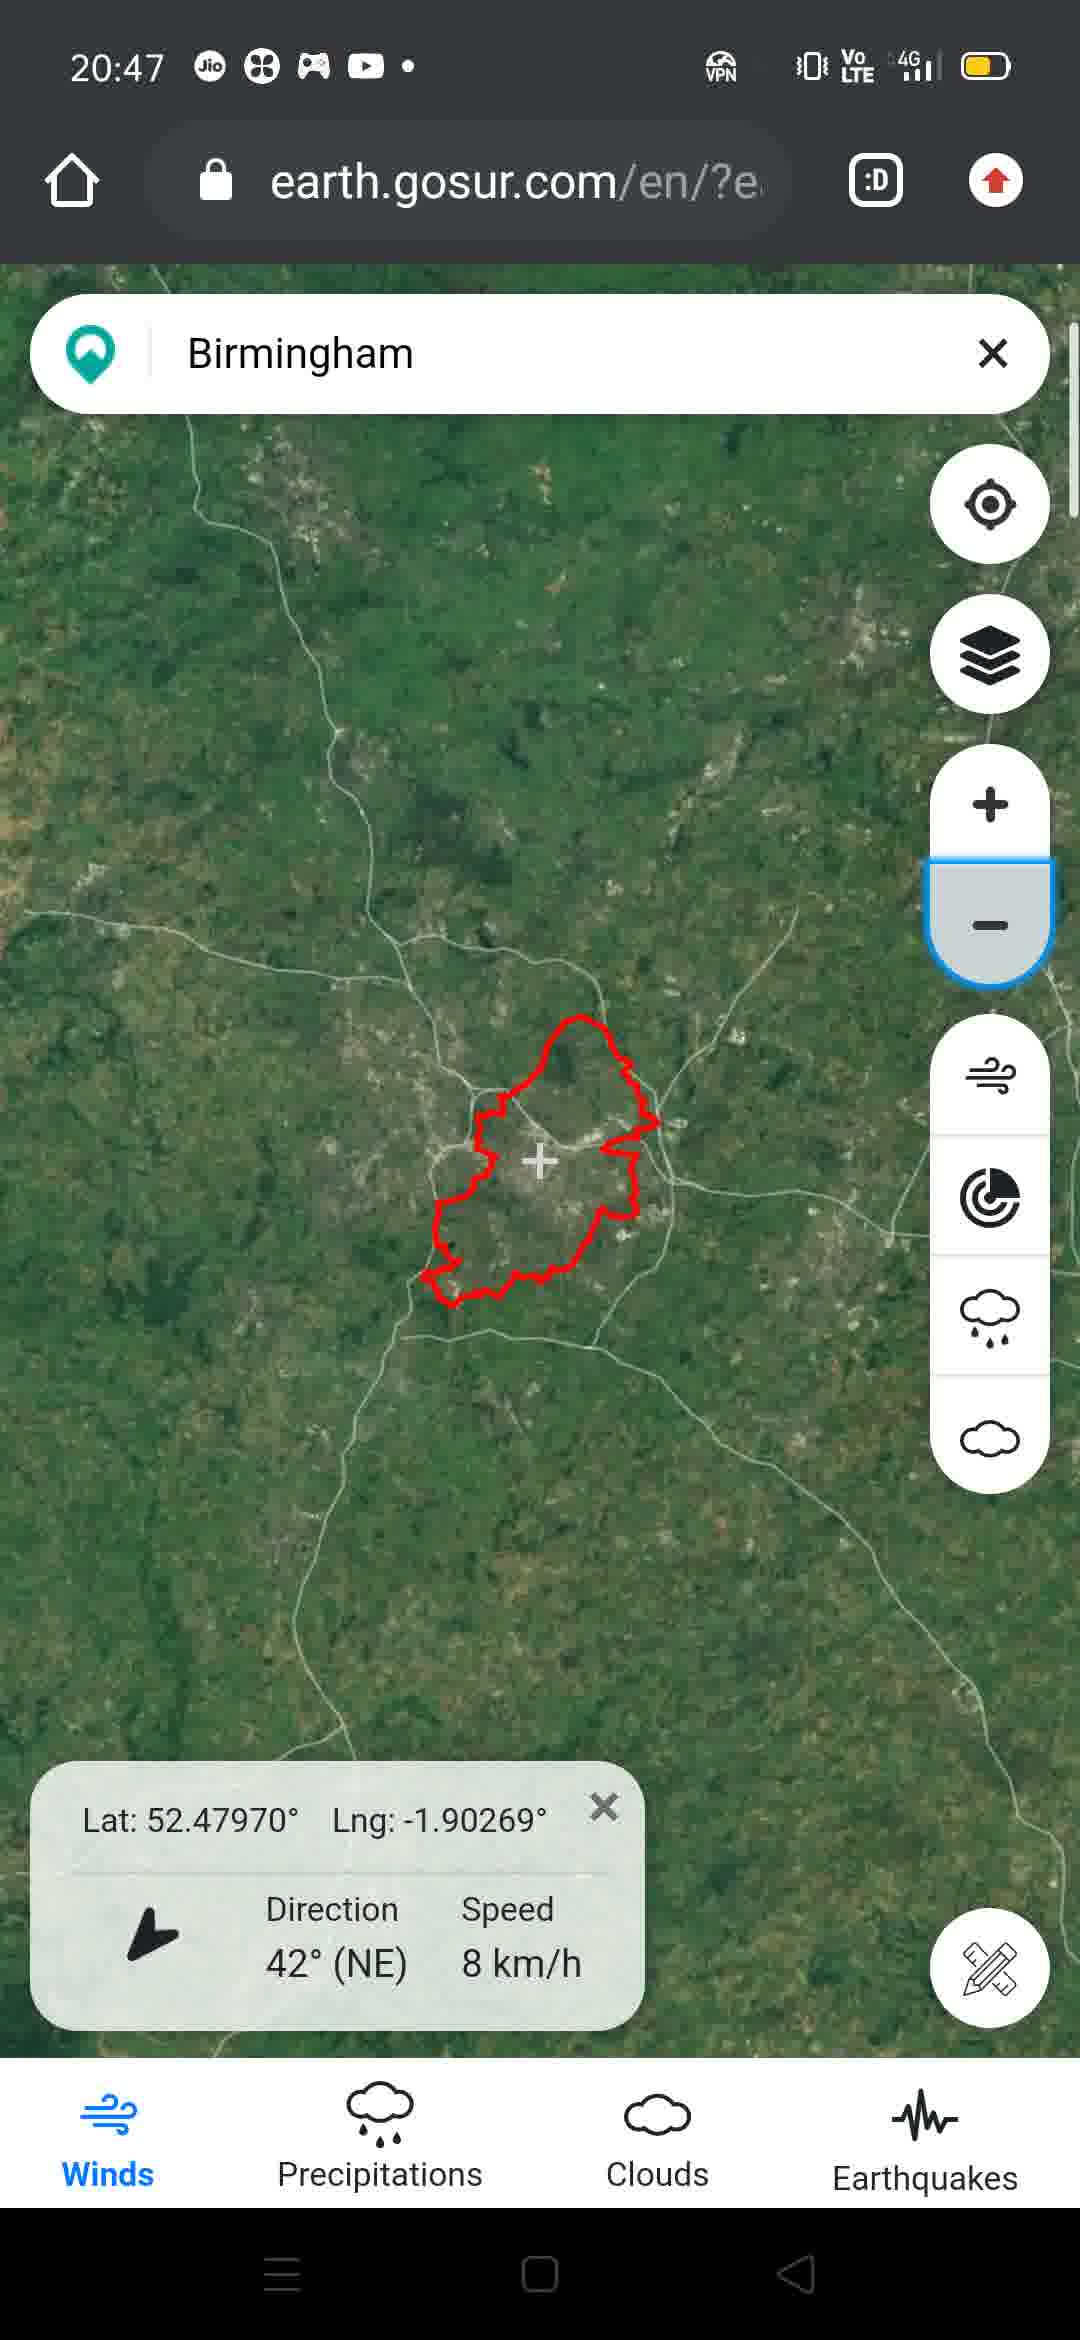 20:47
Jio
VPN
Vo
LTE
4G
earth.gosur.com/en/?e
:D
Birmingham
Lat: 52.47970° Lng: -1.90269°
Direction Speed
42° (NE) 8 km/h
Winds Precipitations Clouds Earthquakes